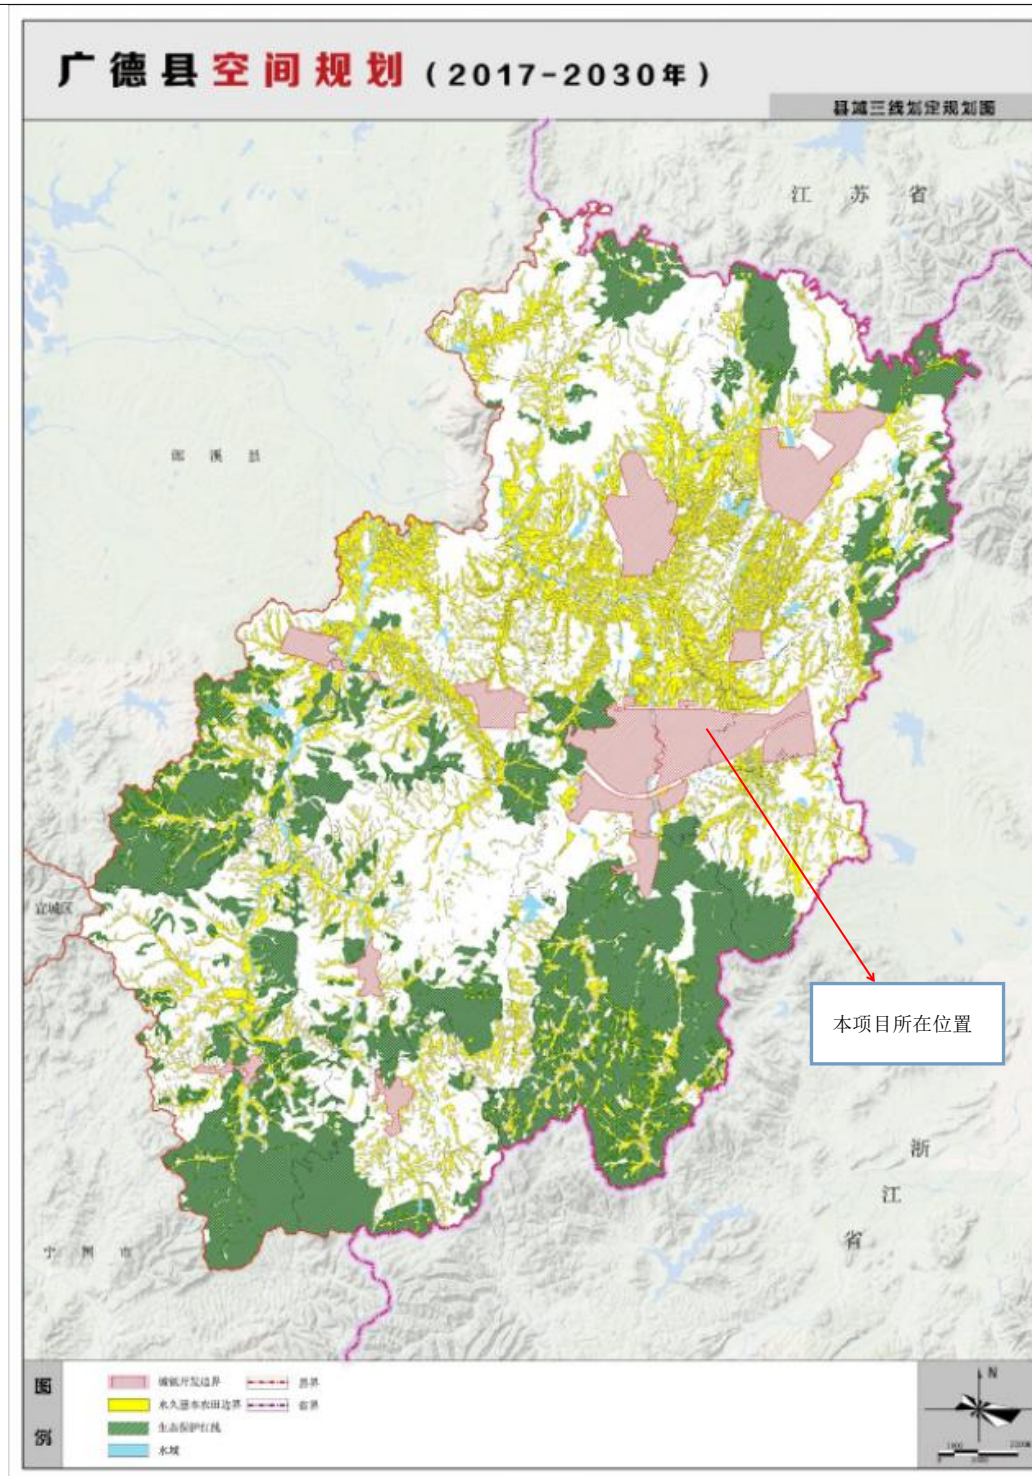 广德县空间规划（2017-2030年）
县域三线划定规划图
江苏省
郎溪县
宣城区
本项目所在位置
浙江省
宁国市
图例
城镇开发边界
县界
永久基本农田边界
省界
生态保护红线
水域
N